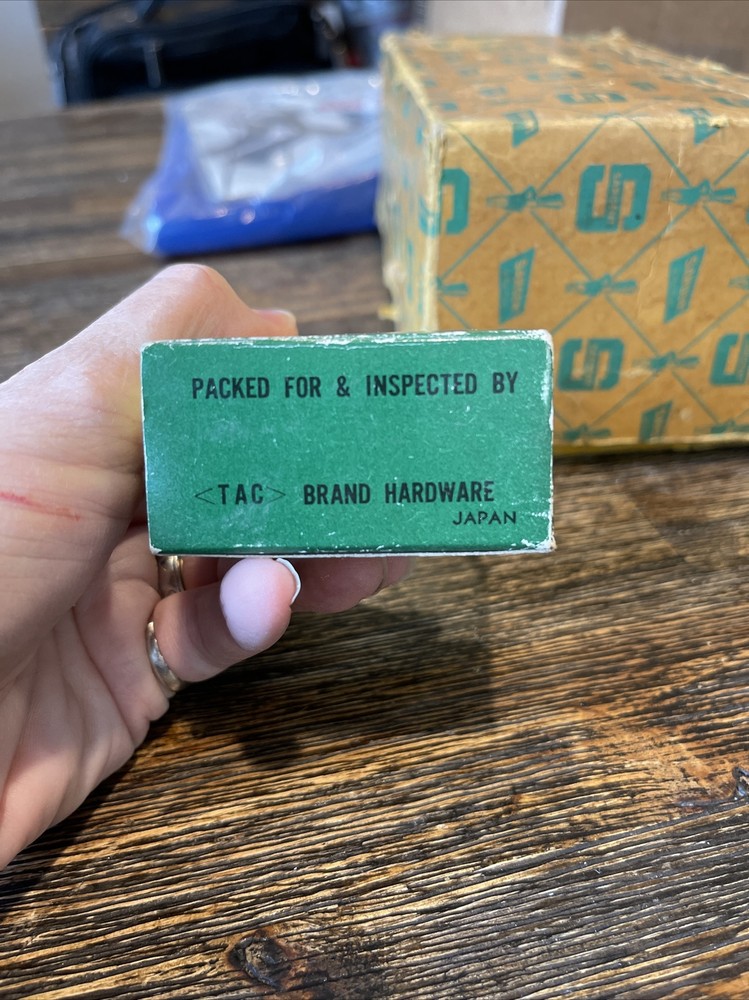 PACKED FOR & INSPECTED BY
<TAC> BRAND HARDWARE
JAPAN